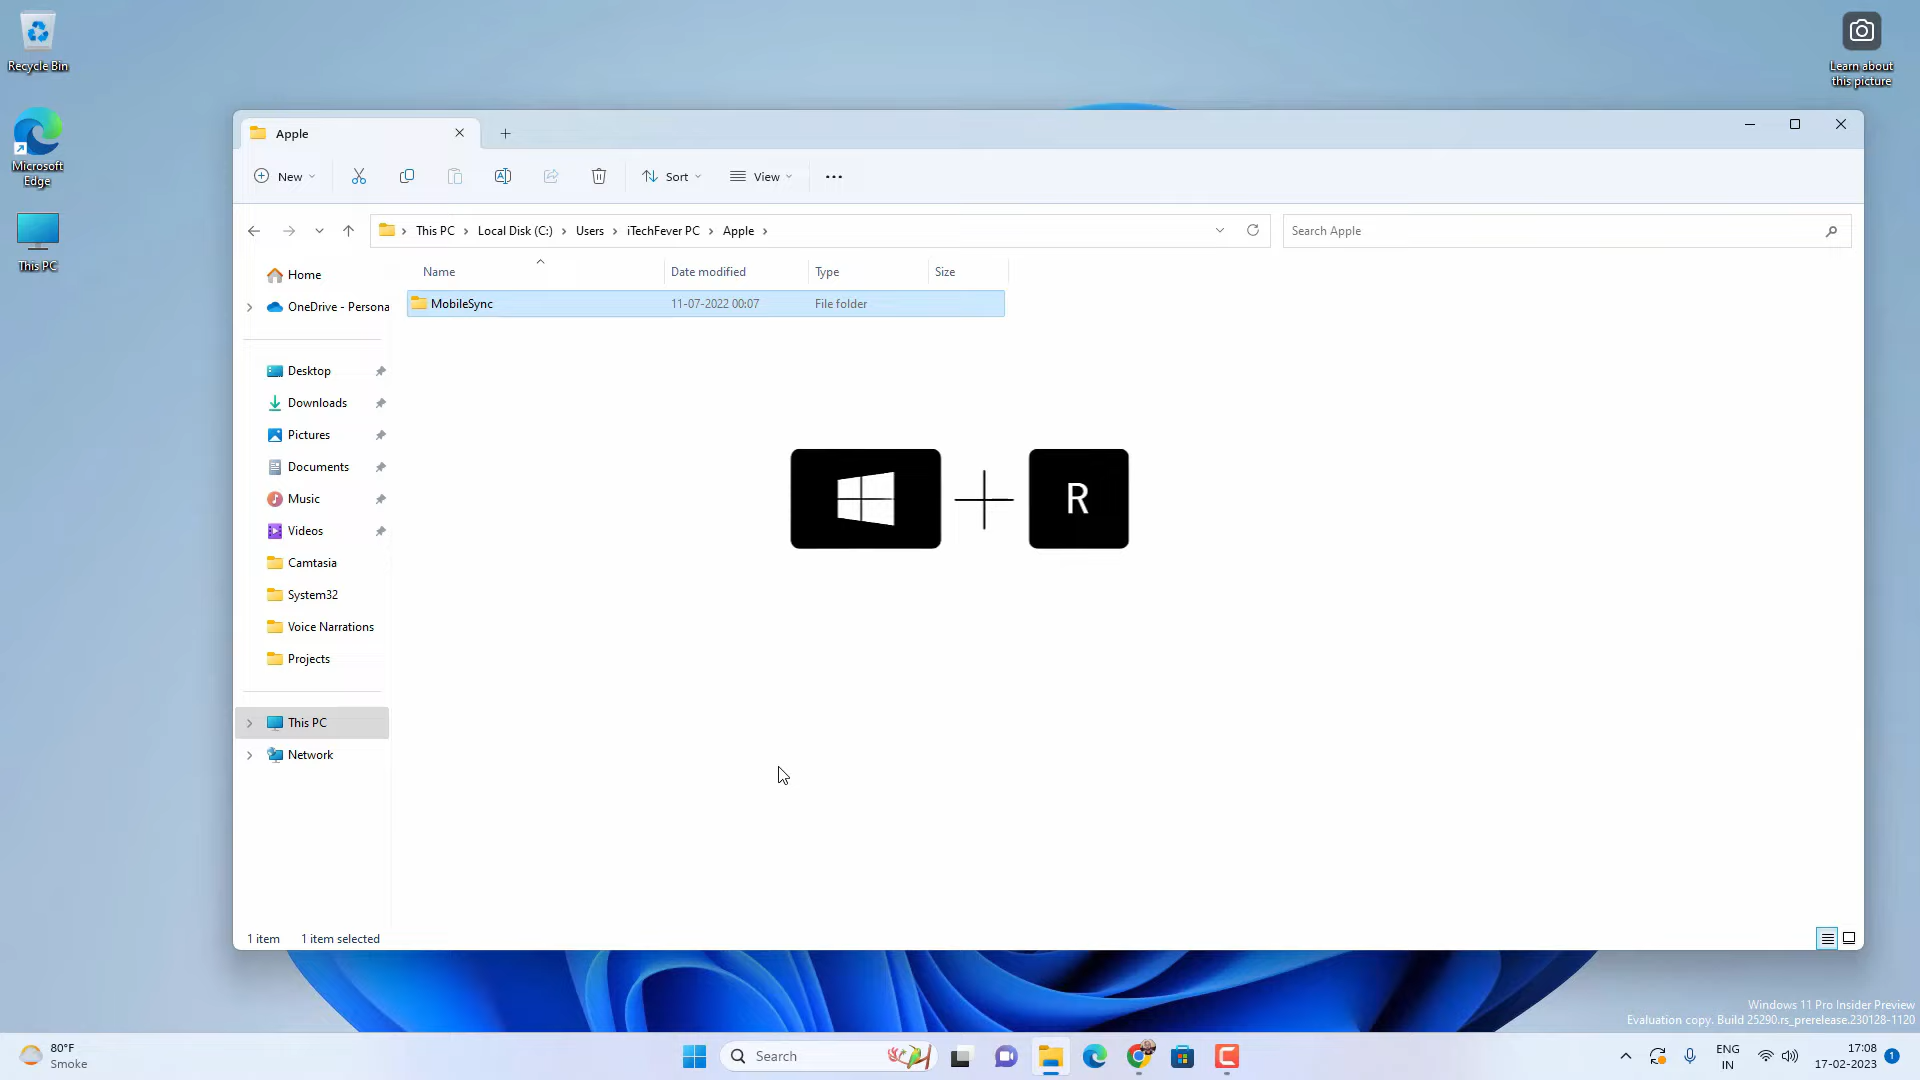 Recycle Bin
Microsoft
Edge
This PC
Learn about
this picture
Apple
New
Sort
View
This PC
Local Disk (C:)
Users
iTechFever PC
Apple
Search Apple
Name
Date modified
Type
Size
MobileSync
11-07-2022 00:07
File folder
Home
OneDrive - Persona
Desktop
Downloads
Pictures
Documents
Music
Videos
Camtasia
System32
Voice Narrations
Projects
This PC
Network
R
1 item
1 item selected
Windows 11 Pro Insider Preview
Evaluation copy. Build 25290.rs_prerelease.230128-1120
80°F
Smoke
Search
ENG
IN
17:08
17-02-2023
1